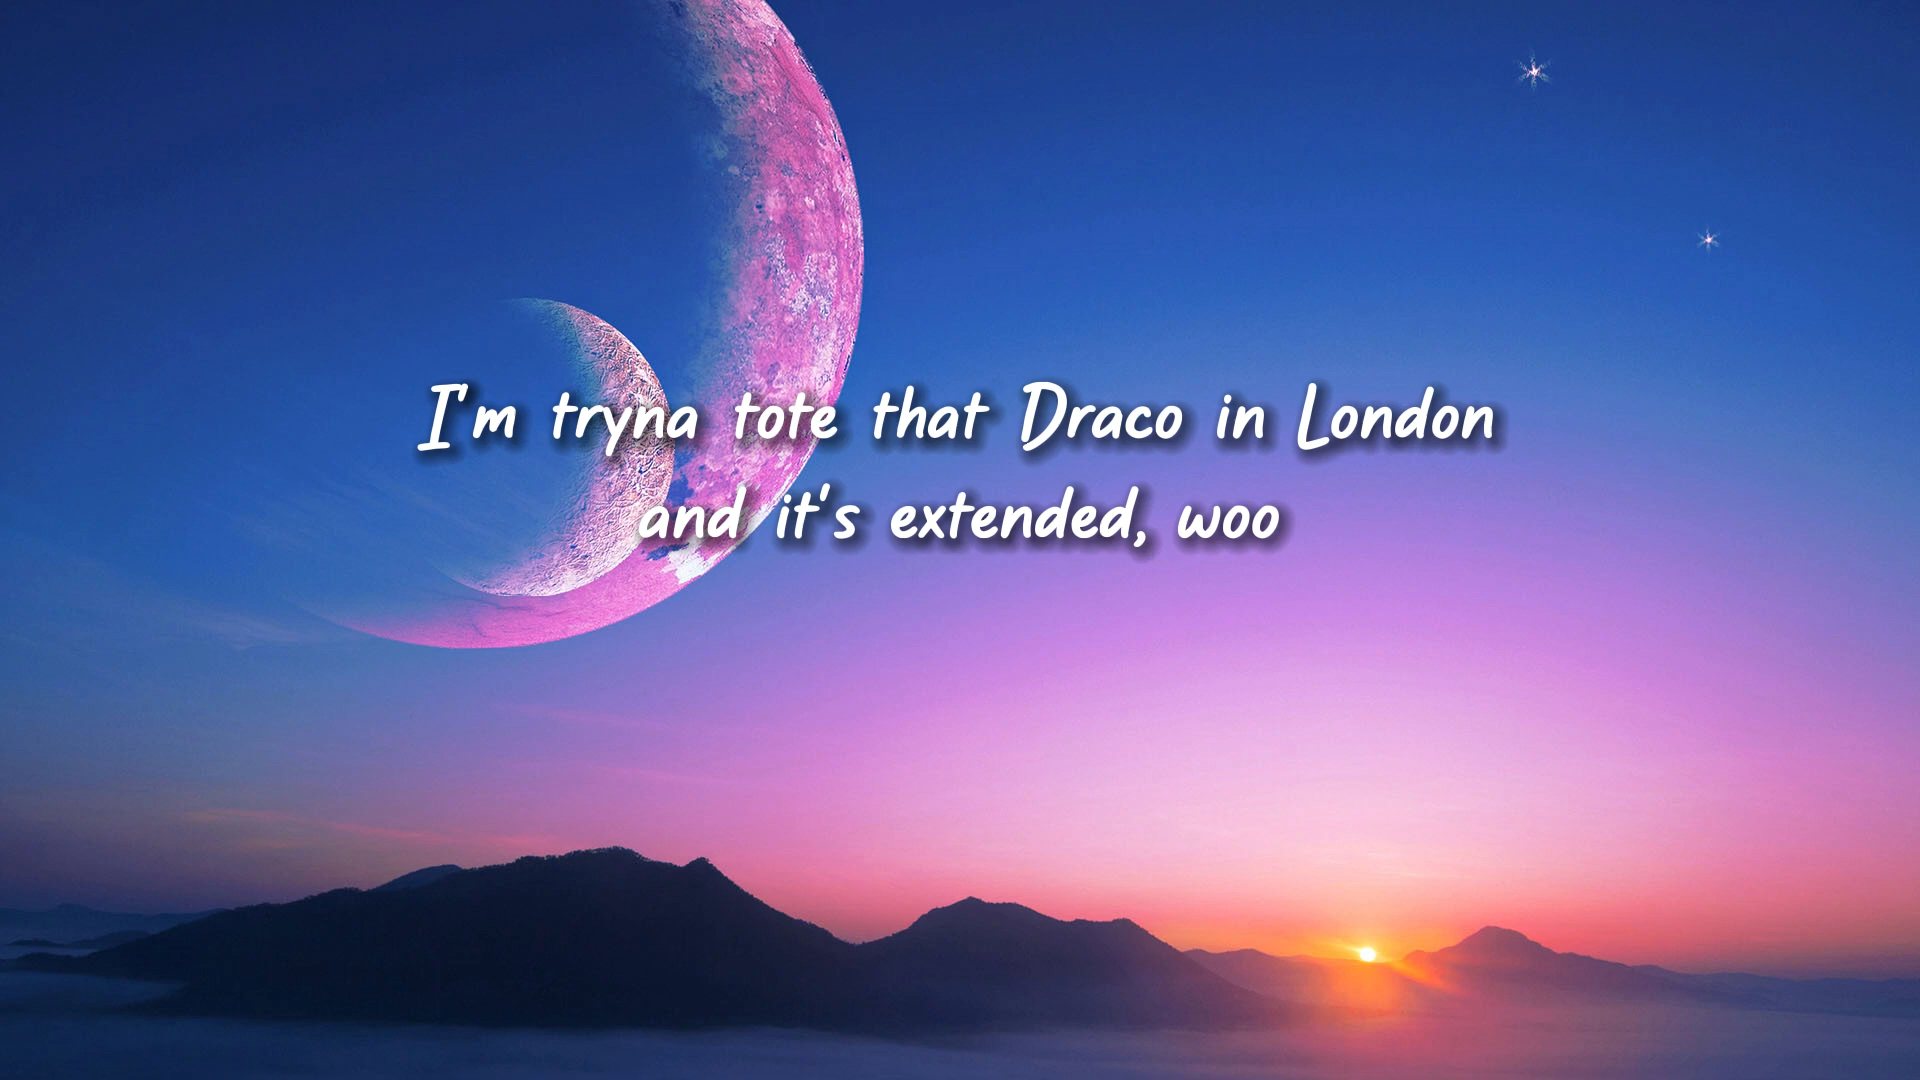 I'm tryna tote that Draco in London
and it's extended, woo